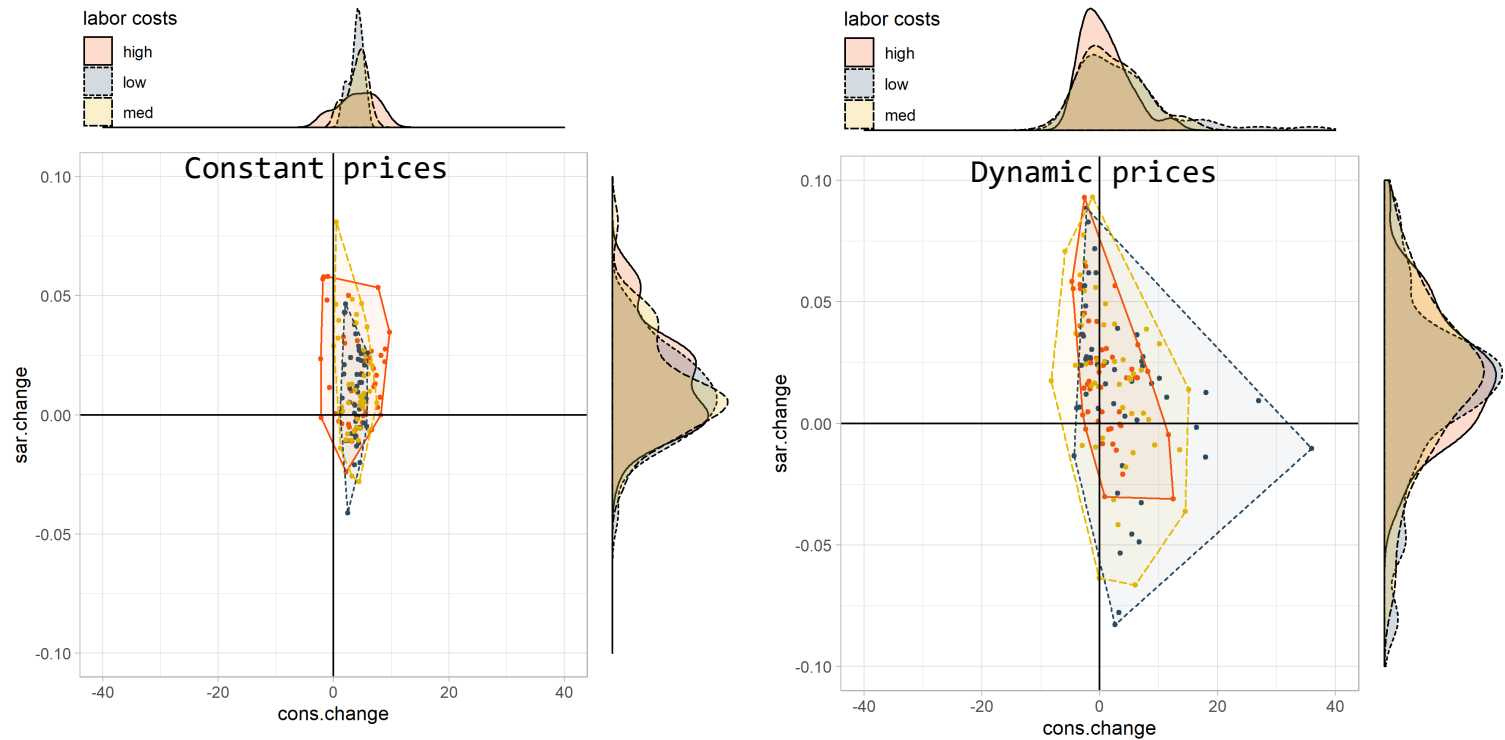 labor costs
high
low
med
Constant prices
0.10
0.05
0.00
-0.05
-0.10
sar.change
-40
0
20
40
cons.change
labor costs
high
low
med
Dynamic prices
0.10
0.05
0.00
-0.05
-0.10
sar.change
-40
-20
0
20
40
cons.change